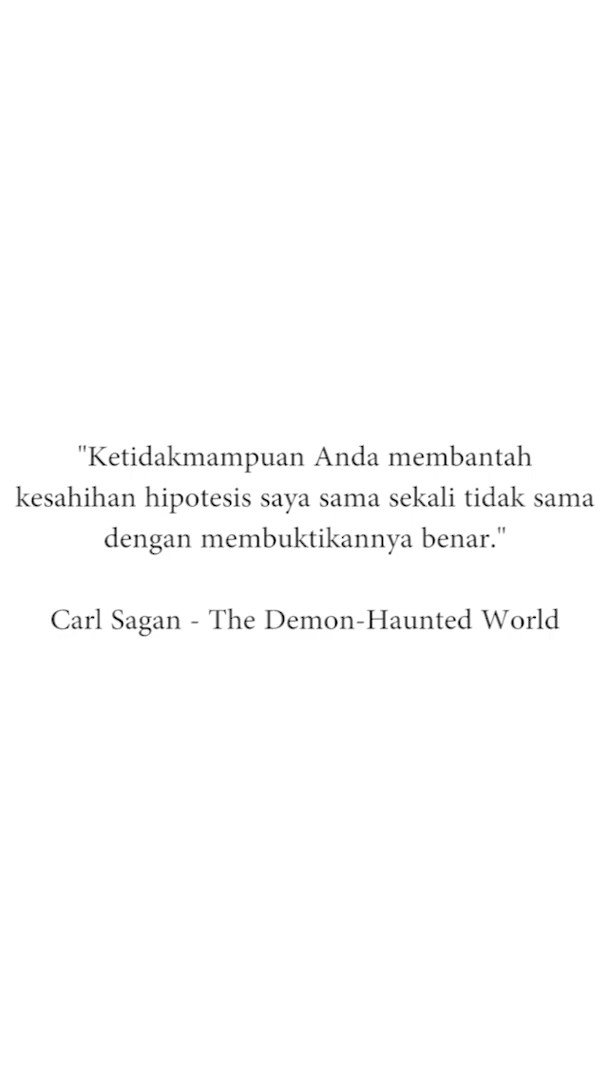 "Ketidakmampuan Anda membantah
kesahihan hipotesis saya sama sekali tidak sama
dengan membuktikannya benar."
Carl Sagan - The Demon-Haunted World